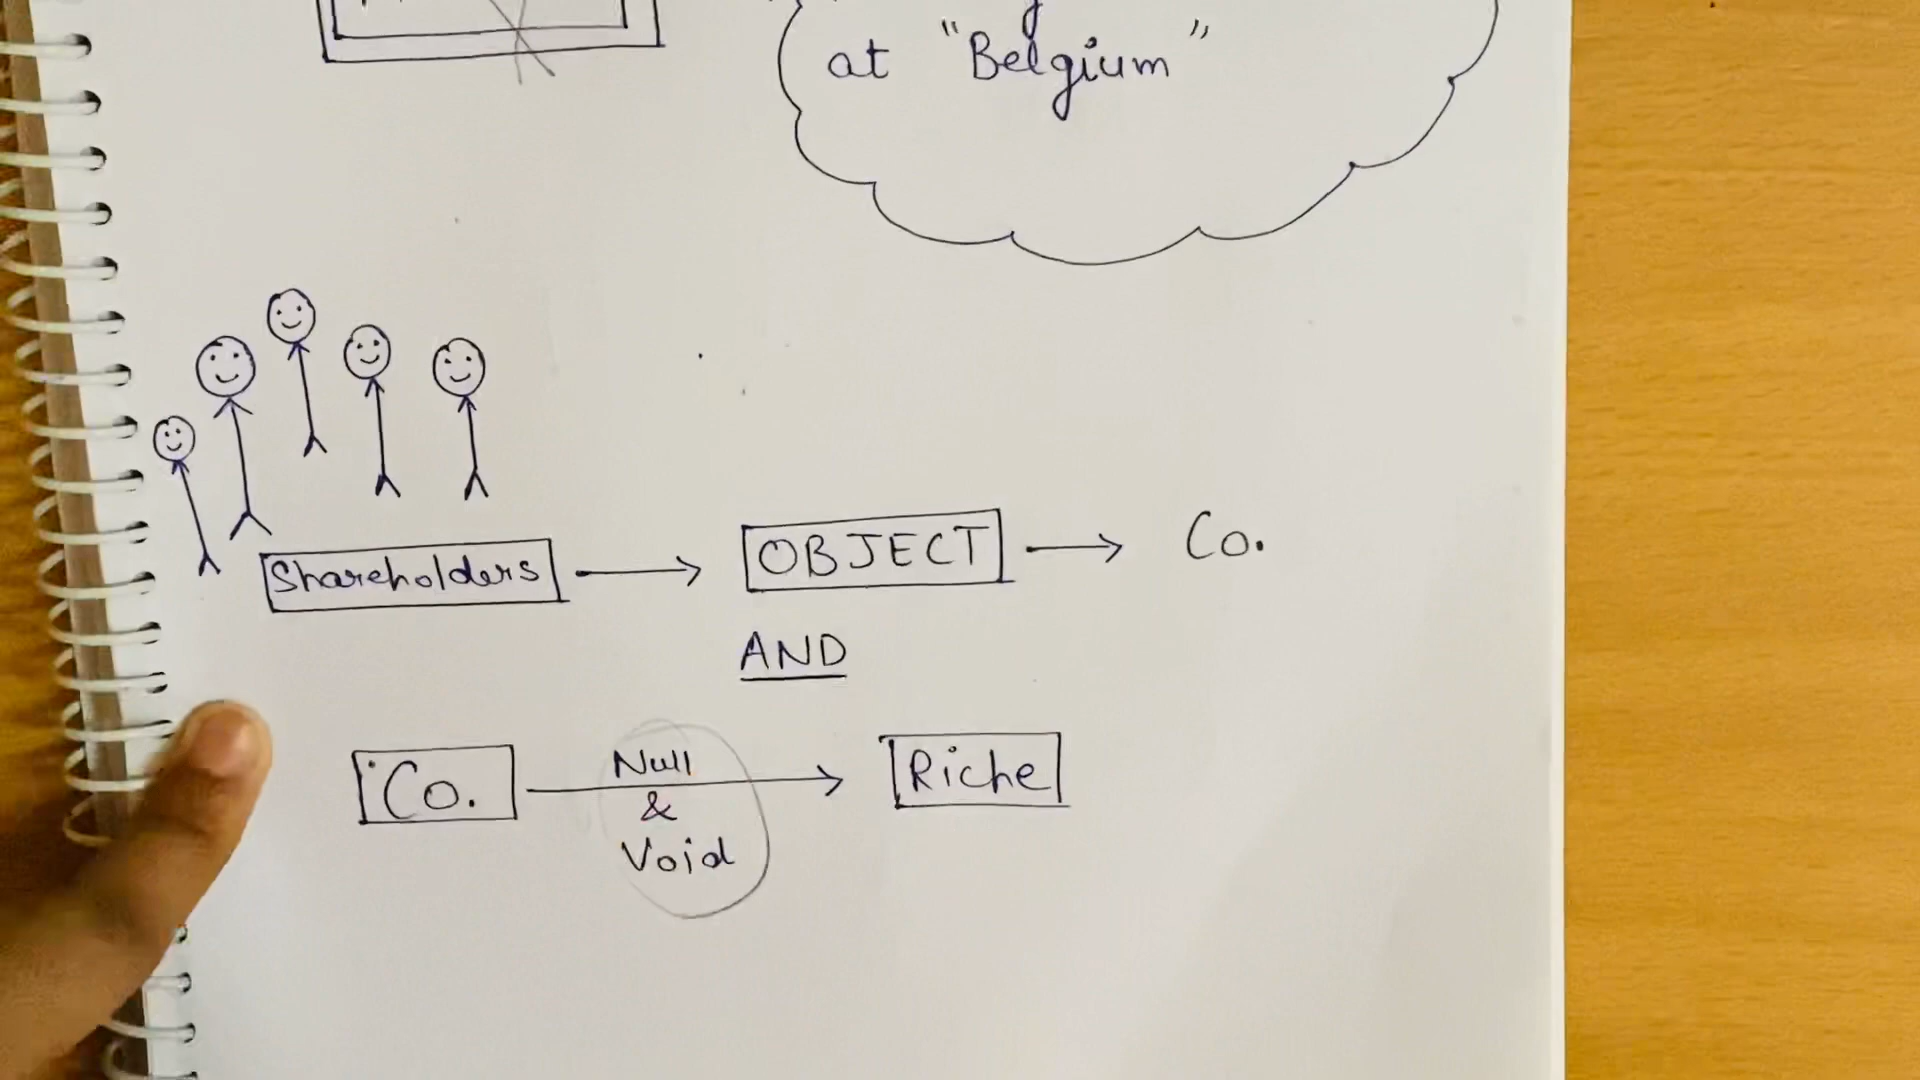 at "Belgium"
Shareholders → OBJECT → Co.
AND
Co. → Riche
Null
&
Void